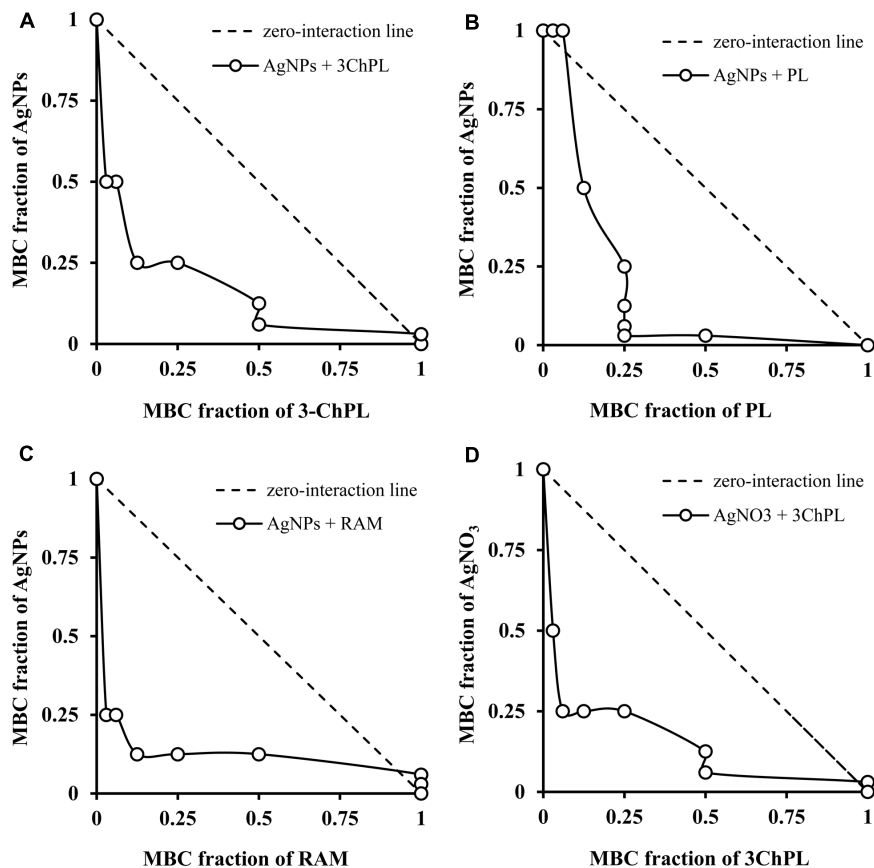 A
1
0.75
0.5
0.25
0
0
0.25
0.5
0.75
1
MBC fraction of AgNPs
MBC fraction of 3-ChPL
zero-interaction line
AgNPs + 3ChPL
B
1
0.75
0.5
0.25
0
0
0.25
0.5
0.75
1
MBC fraction of AgNPs
MBC fraction of PL
zero-interaction line
AgNPs + PL
C
1
0.75
0.5
0.25
0
0
0.25
0.5
0.75
1
MBC fraction of AgNPs
MBC fraction of RAM
zero-interaction line
AgNPs + RAM
D
1
0.75
0.5
0.25
0
0
0.25
0.5
0.75
1
MBC fraction of AgNO₃
MBC fraction of 3ChPL
zero-interaction line
AgNO3 + 3ChPL